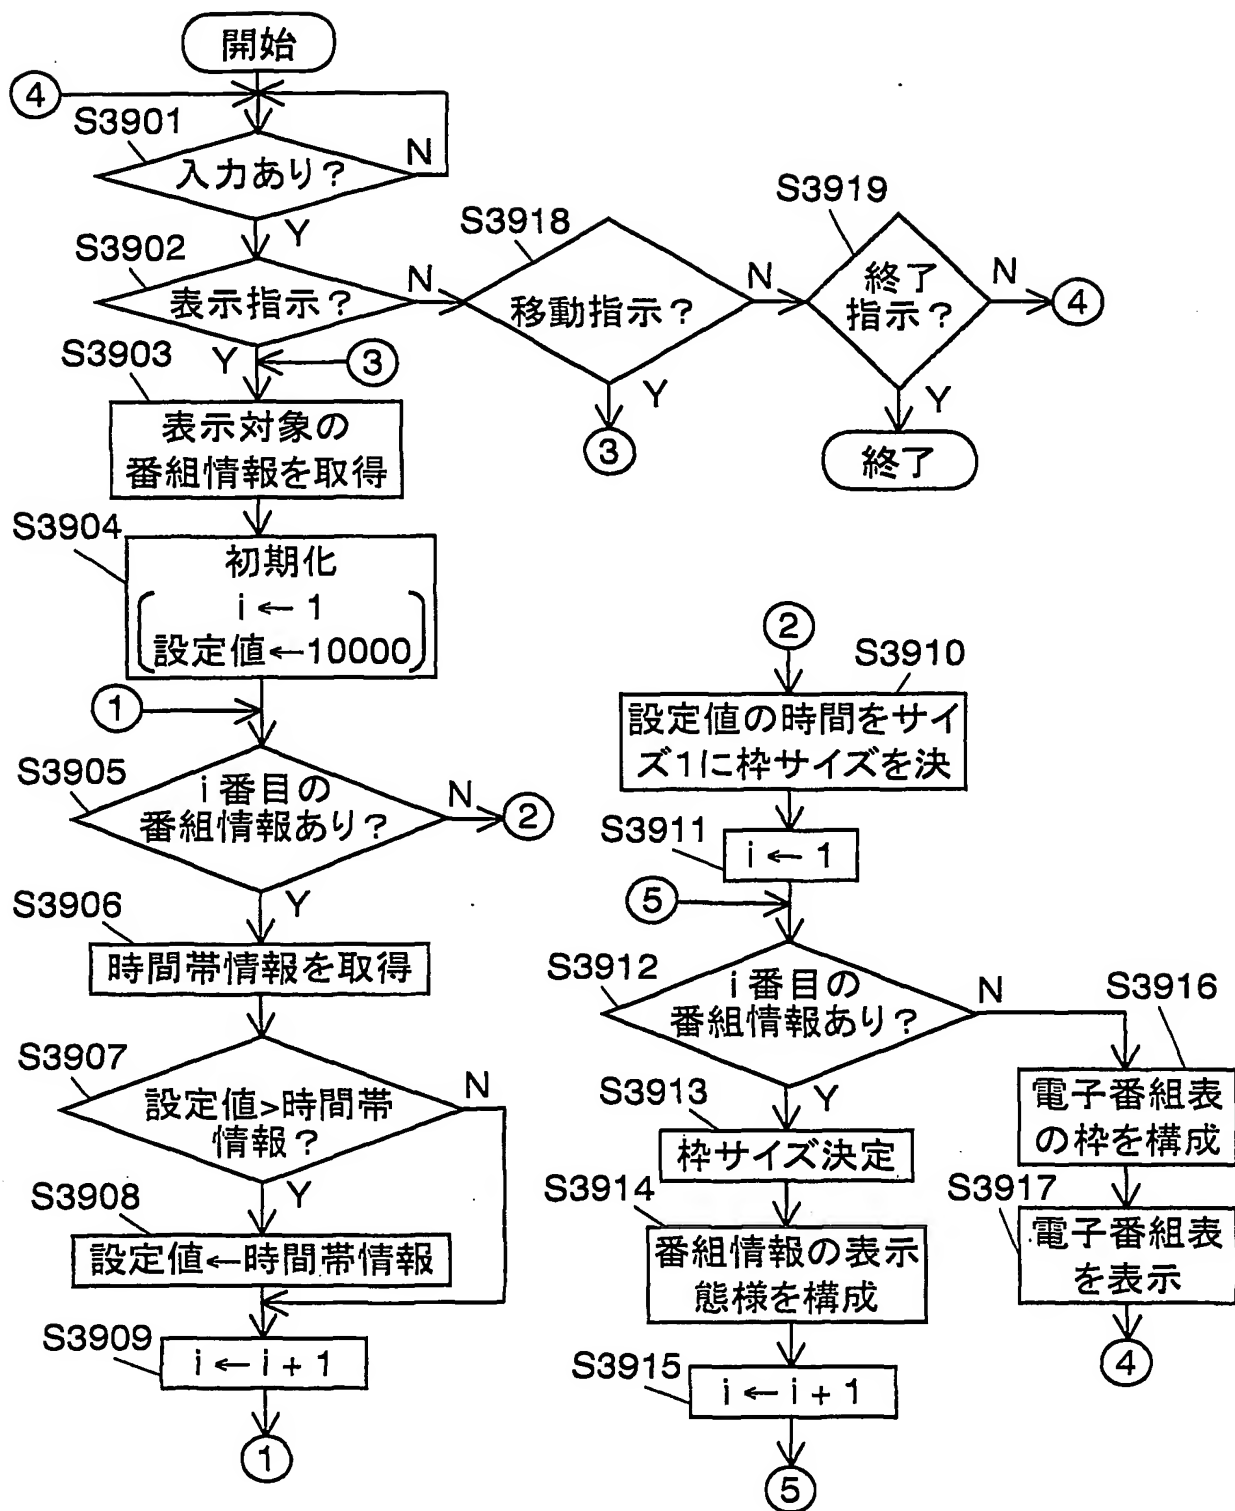 開始
④
S3901
入力あり？
N
Y
S3902
表示指示？
N
Y
S3918
移動指示？
N
Y
③
S3919
終了
指示？
N
④
Y
終了
S3903
③
表示対象の
番組情報を取得
S3904
初期化
i ← 1
設定値←10000
①
S3905
i 番目の
番組情報あり？
N
②
Y
S3906
時間帯情報を取得
S3907
設定値>時間帯
情報？
N
Y
S3908
設定値←時間帯情報
S3909
i ← i + 1
①
②
S3910
設定値の時間をサイ
ズ1に枠サイズを決
S3911
i ← 1
⑤
S3912
i 番目の
番組情報あり？
N
Y
S3913
枠サイズ決定
S3914
番組情報の表示
態様を構成
S3915
i ← i + 1
⑤
S3916
電子番組表
の枠を構成
S3917
電子番組表
を表示
④